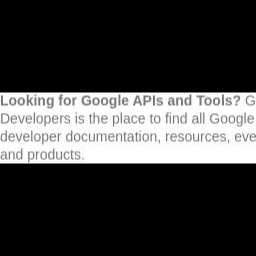 Looking for Google APIs and Tools? G
Developers is the place to find all Google
developer documentation, resources, eve
and products.